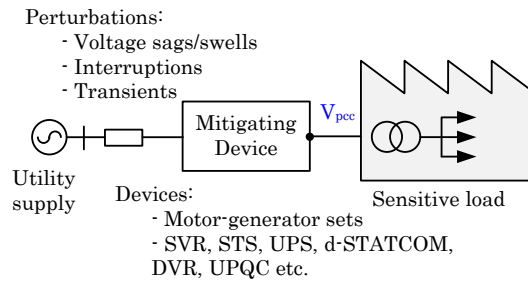 Perturbations:
- Voltage sags/swells
- Interruptions
- Transients
Mitigating
Device
Vpcc
Utility
supply
Sensitive load
Devices:
- Motor-generator sets
- SVR, STS, UPS, d-STATCOM,
DVR, UPQC etc.